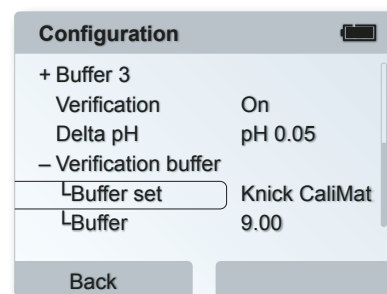 Configuration
+ Buffer 3
Verification On
Delta pH pH 0.05
– Verification buffer
└Buffer set Knick CaliMat
└Buffer 9.00
Back